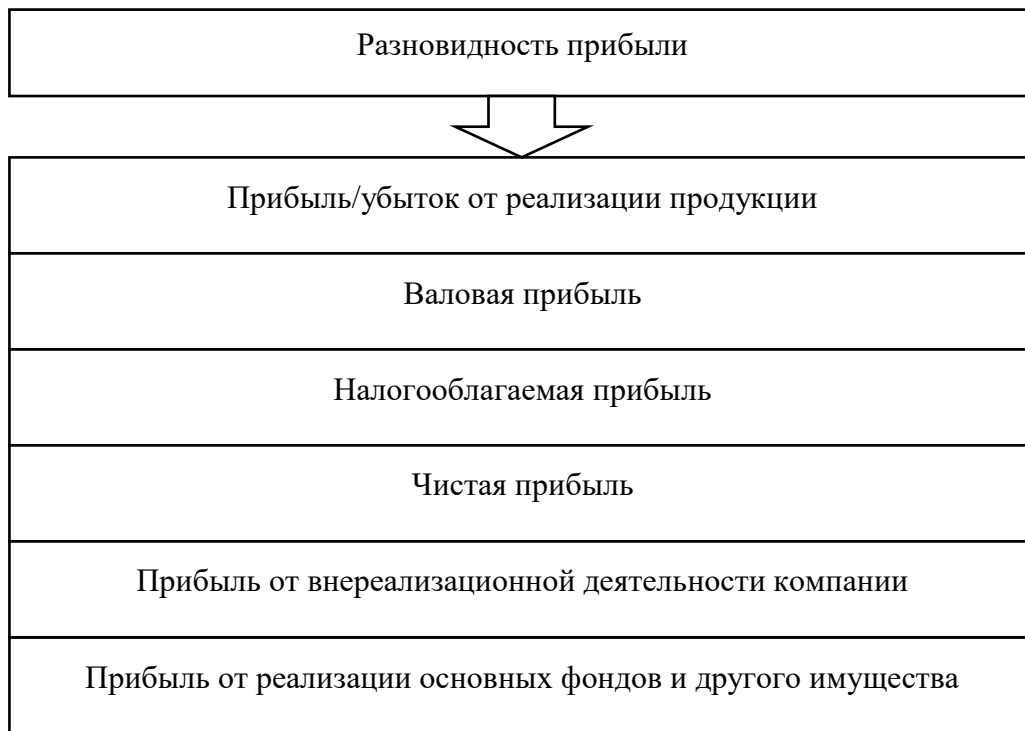 Разновидность прибыли
Прибыль/убыток от реализации продукции
Валовая прибыль
Налогооблагаемая прибыль
Чистая прибыль
Прибыль от внереализационной деятельности компании
Прибыль от реализации основных фондов и другого имущества